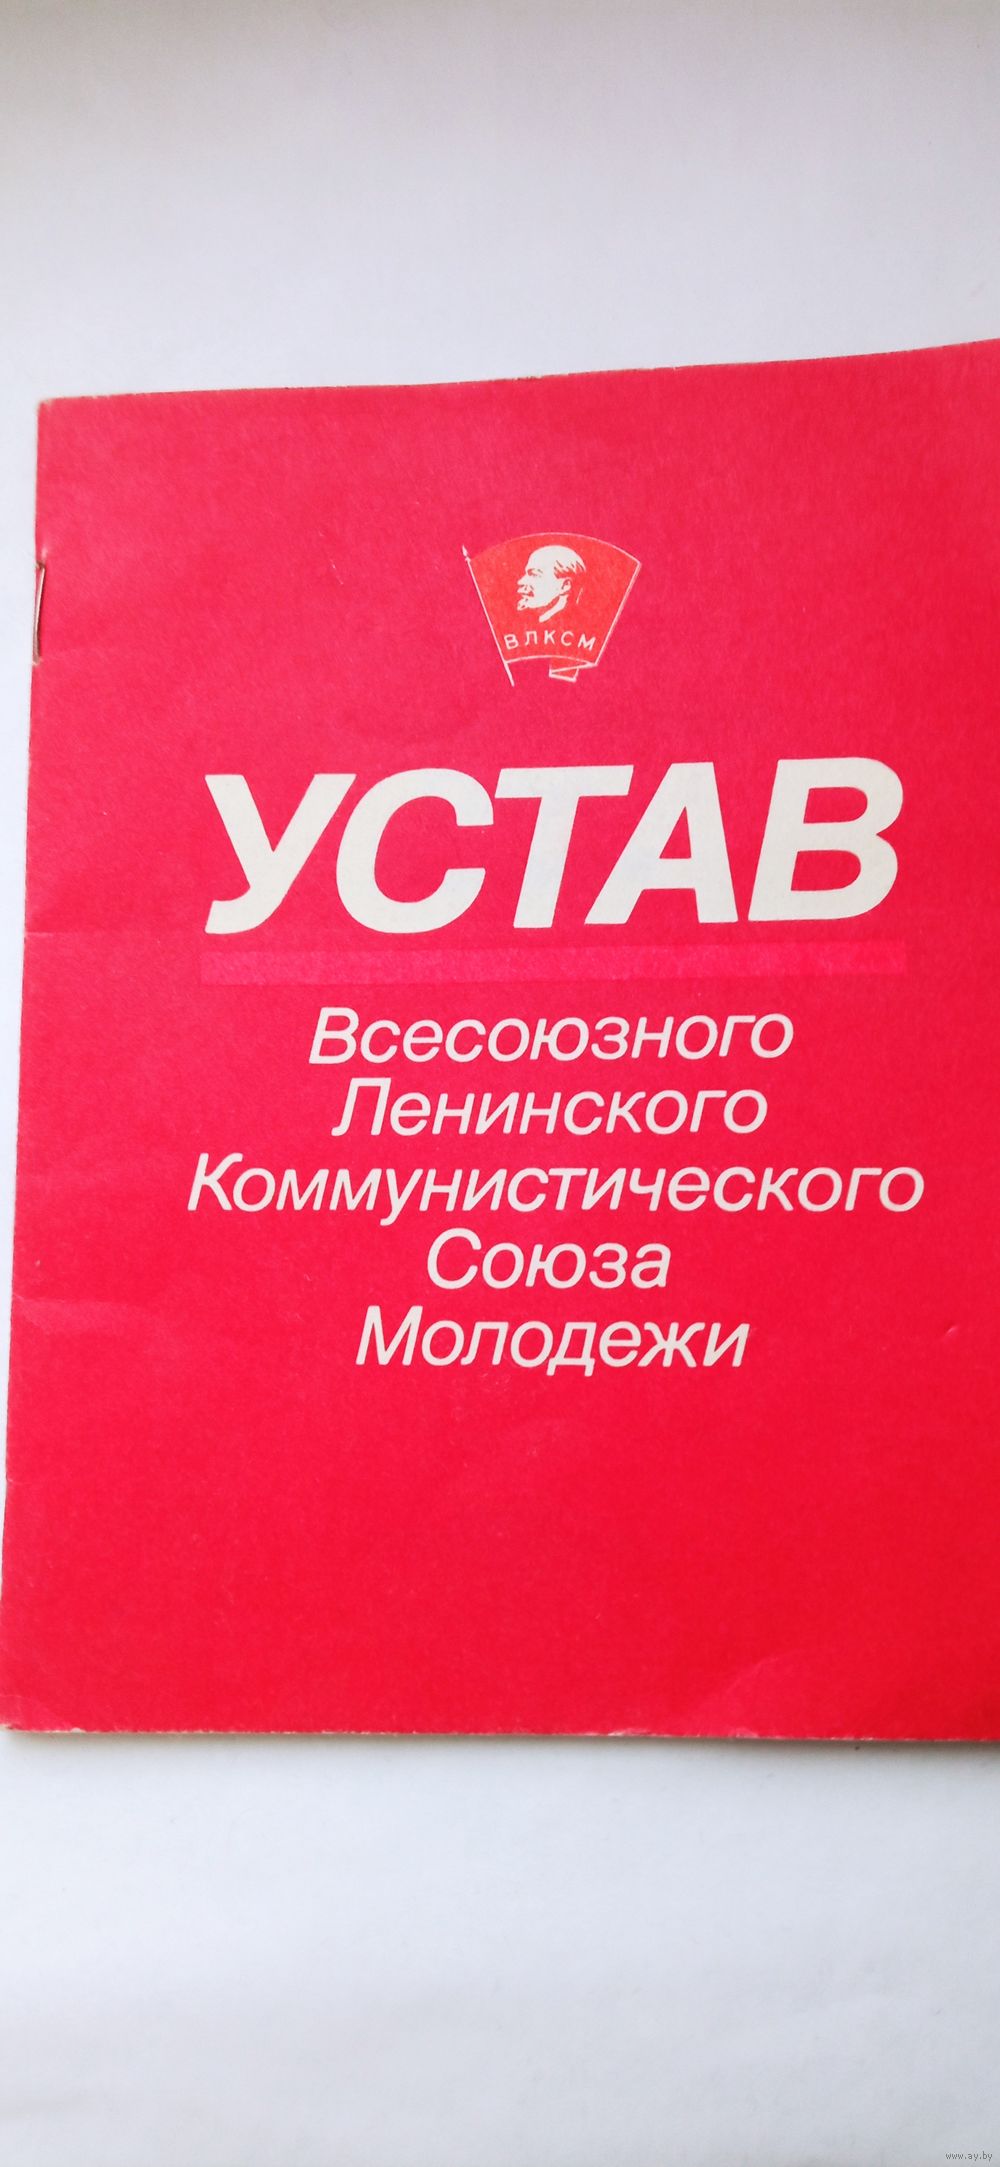 ВЛКСМ
УСТАВ
Всесоюзного
Ленинского
Коммунистического
Союза
Молодежи
www.ay.by